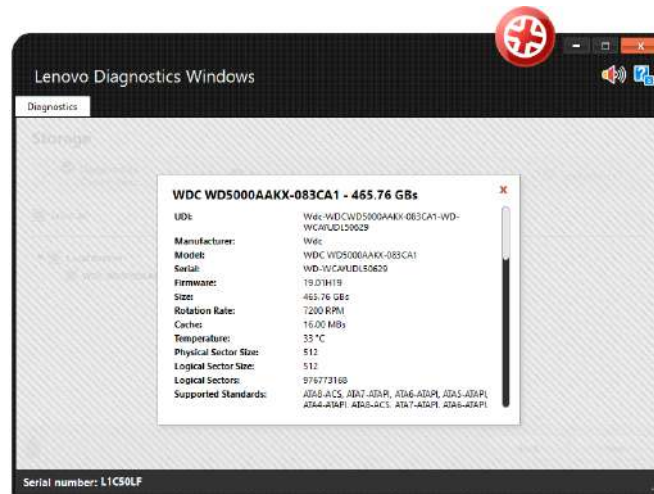 Lenovo Diagnostics Windows
Diagnostics
Storage
WDC WD5000AAKX-083CA1 - 465.76 GBs
UDI: Wdc-WDCWD5000AAKX-083CA1-WD-
WCAYUDL50629
Manufacturer: Wdc
Model: WDC WD5000AAKX-083CA1
Serial: WD-WCAYUDL50629
Firmware: 19.01H19
Size: 465.76 GBs
Rotation Rate: 7200 RPM
Cache: 16.00 MBs
Temperature: 33 °C
Physical Sector Size: 512
Logical Sector Size: 512
Logical Sectors: 976773168
Supported Standards: ATA8-ACS, ATA7-ATAPI, ATA6-ATAPI, ATA5-ATAPI,
ATA4-ATAPI, ATA8-ACS, ATA7-ATAPI, ATA6-ATAPI,
Serial number: L1C50LF